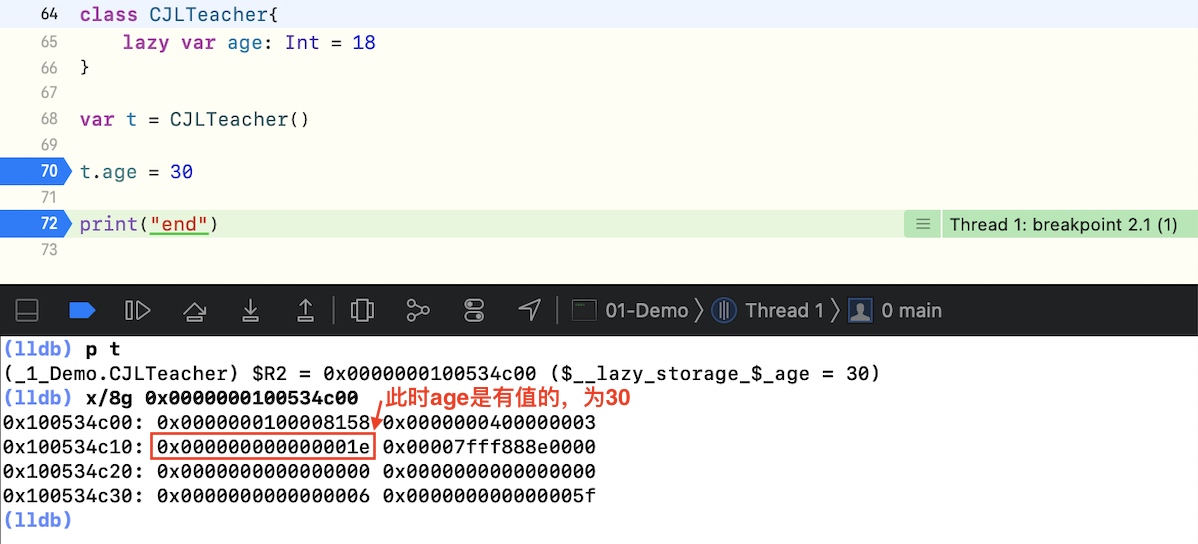 64 class CJLTeacher{
65 lazy var age: Int = 18
66 }
67
68 var t = CJLTeacher()
69
70 t.age = 30
71
72 print("end") Thread 1: breakpoint 2.1 (1)
73
01-Demo Thread 1 0 main
(lldb) p t
(_1_Demo.CJLTeacher) $R2 = 0x0000000100534c00 ($__lazy_storage_$_age = 30)
(lldb) x/8g 0x0000000100534c00 此时age是有值的，为30
0x100534c00: 0x0000000100008158 0x0000000400000003
0x100534c10: 0x000000000000001e 0x00007fff888e0000
0x100534c20: 0x0000000000000000 0x0000000000000000
0x100534c30: 0x0000000000000006 0x000000000000005f
(lldb)